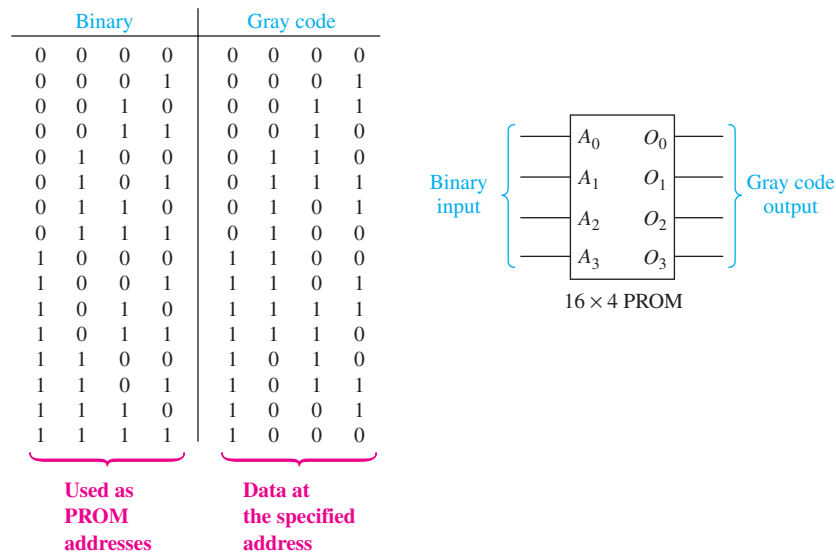 Binary Gray code
0 0 0 0 0 0 0 0
0 0 0 1 0 0 0 1
0 0 1 0 0 0 1 1
0 0 1 1 0 0 1 0
0 1 0 0 0 1 1 0
0 1 0 1 0 1 1 1
0 1 1 0 0 1 0 1
0 1 1 1 0 1 0 0
1 0 0 0 1 1 0 0
1 0 0 1 1 1 0 1
1 0 1 0 1 1 1 1
1 0 1 1 1 1 1 0
1 1 0 0 1 0 1 0
1 1 0 1 1 0 1 1
1 1 1 0 1 0 0 1
1 1 1 1 1 0 0 0
Used as
PROM
addresses
Data at
the specified
address
Binary
input
A0 O0
A1 O1
A2 O2
A3 O3
Gray code
output
16 × 4 PROM